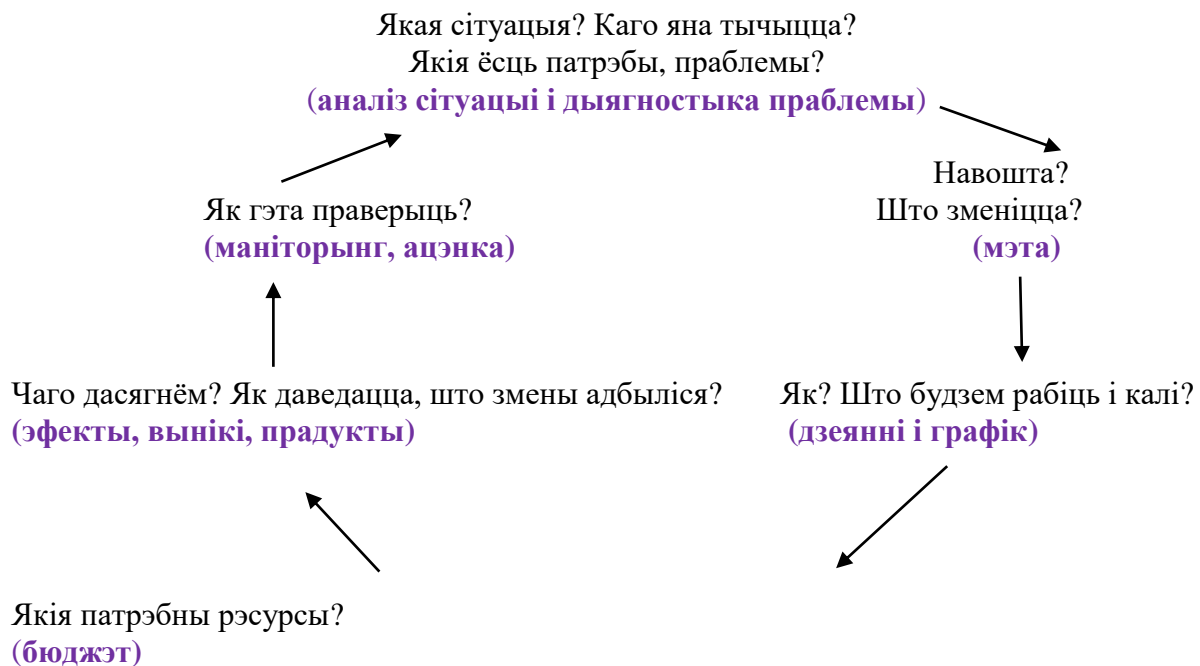 Якая сітуацыя? Каго яна тычыцца?
Якія ёсць патрэбы, праблемы?
(аналіз сітуацыі і дыягностыка праблемы)
Навошта?
Што зменіцца?
(мэта)
Як? Што будзем рабіць і калі?
(дзеянні і графік)
Якія патрэбны рэсурсы?
(бюджэт)
Чаго дасягнём? Як даведацца, што змены адбыліся?
(эфекты, вынікі, прадукты)
Як гэта праверыць?
(маніторынг, ацэнка)